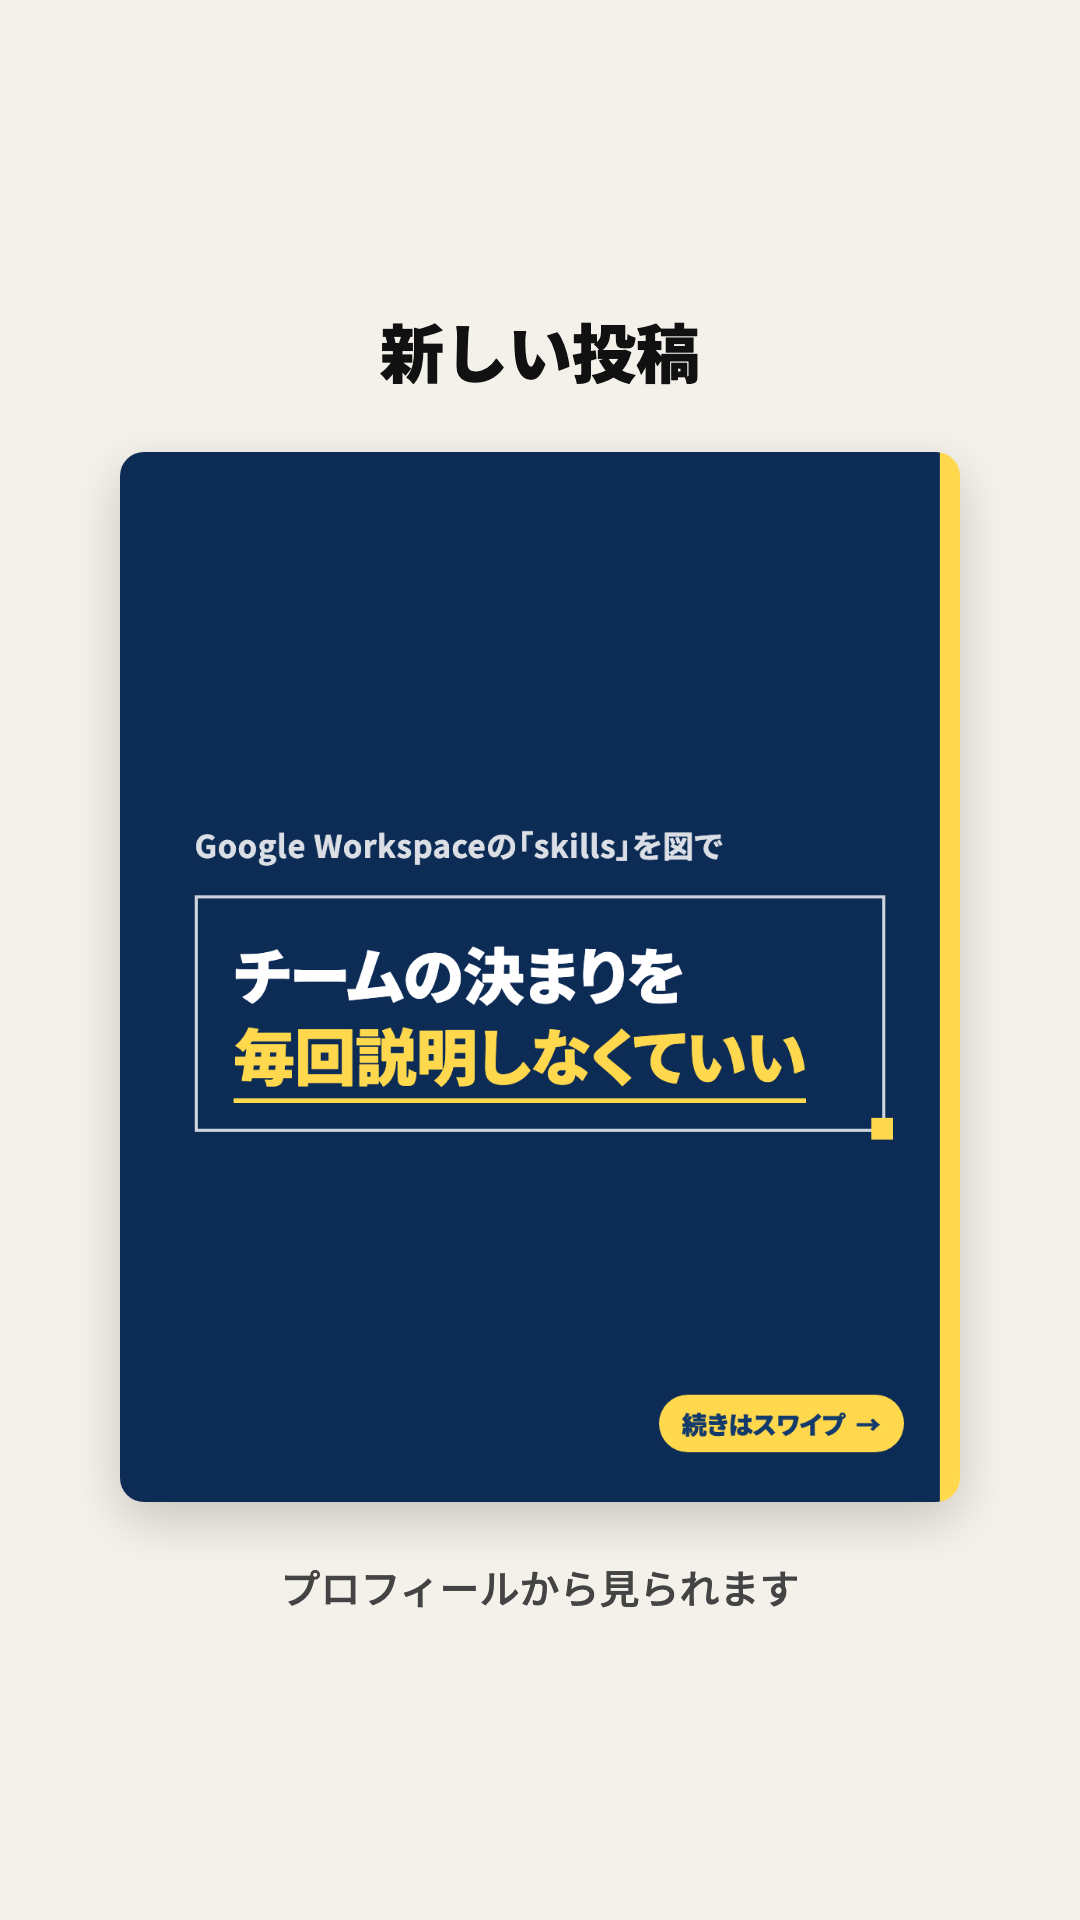 新しい投稿
Google Workspaceの「skills」を図で
チームの決まりを
毎回説明しなくていい
続きはスワイプ →
プロフィールから見られます